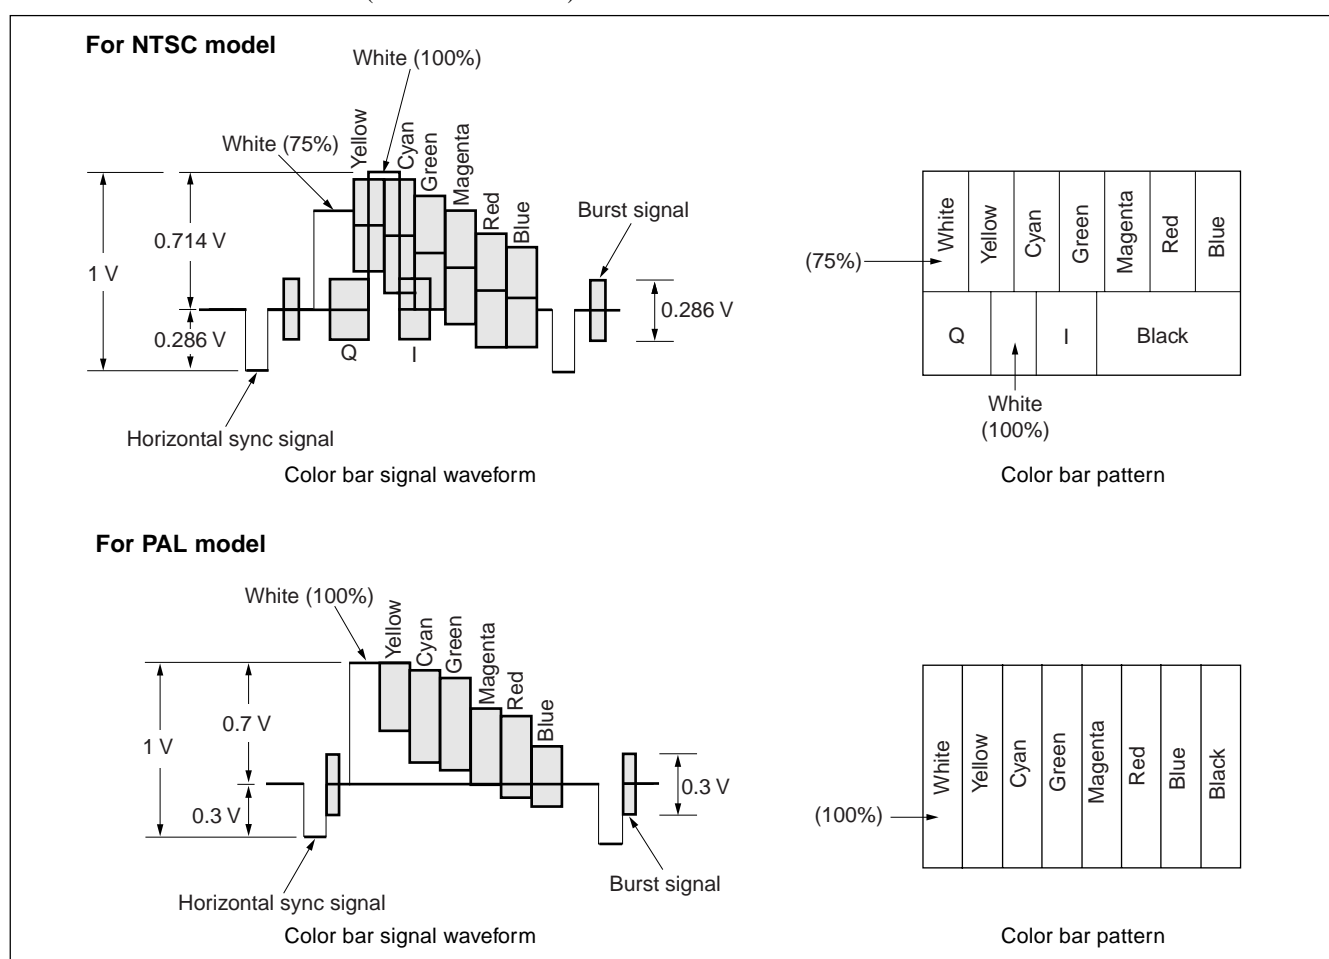 For NTSC model
White (100%)
White (75%)
Yellow
Cyan
Green
Magenta
Red
Blue
Burst signal
0.714 V
1 V
0.286 V
0.286 V
Q
I
Horizontal sync signal
Color bar signal waveform
White
Yellow
Cyan
Green
Magenta
Red
Blue
(75%)
Q
I
Black
White
(100%)
Color bar pattern
For PAL model
White (100%)
Yellow
Cyan
Green
Magenta
Red
Blue
0.7 V
1 V
0.3 V
0.3 V
Burst signal
Horizontal sync signal
Color bar signal waveform
White
Yellow
Cyan
Green
Magenta
Red
Blue
Black
(100%)
Color bar pattern